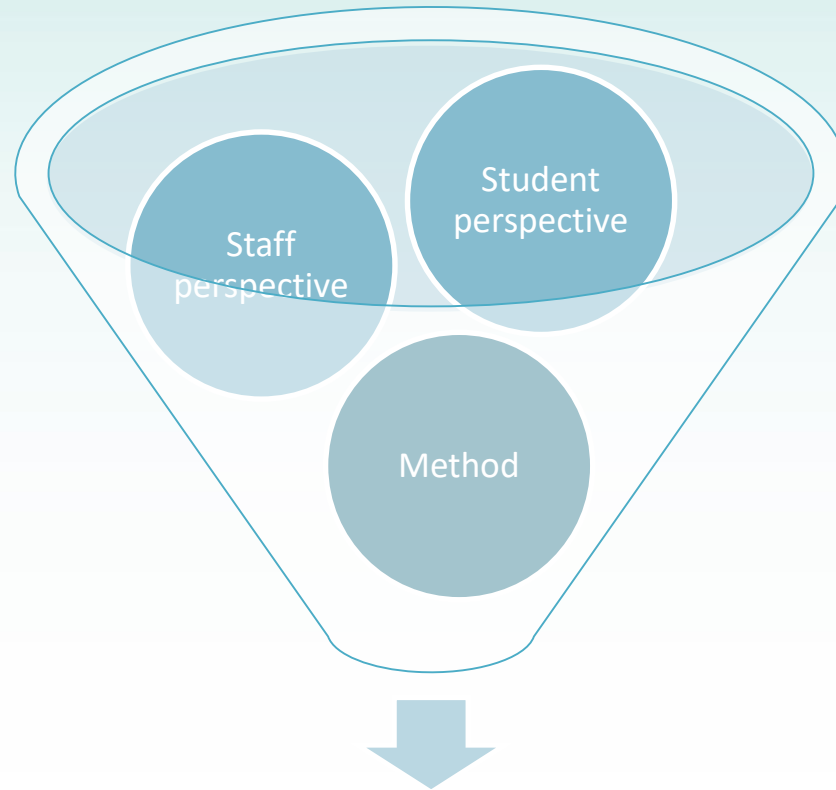 Student
perspective
Staff
perspective
Method